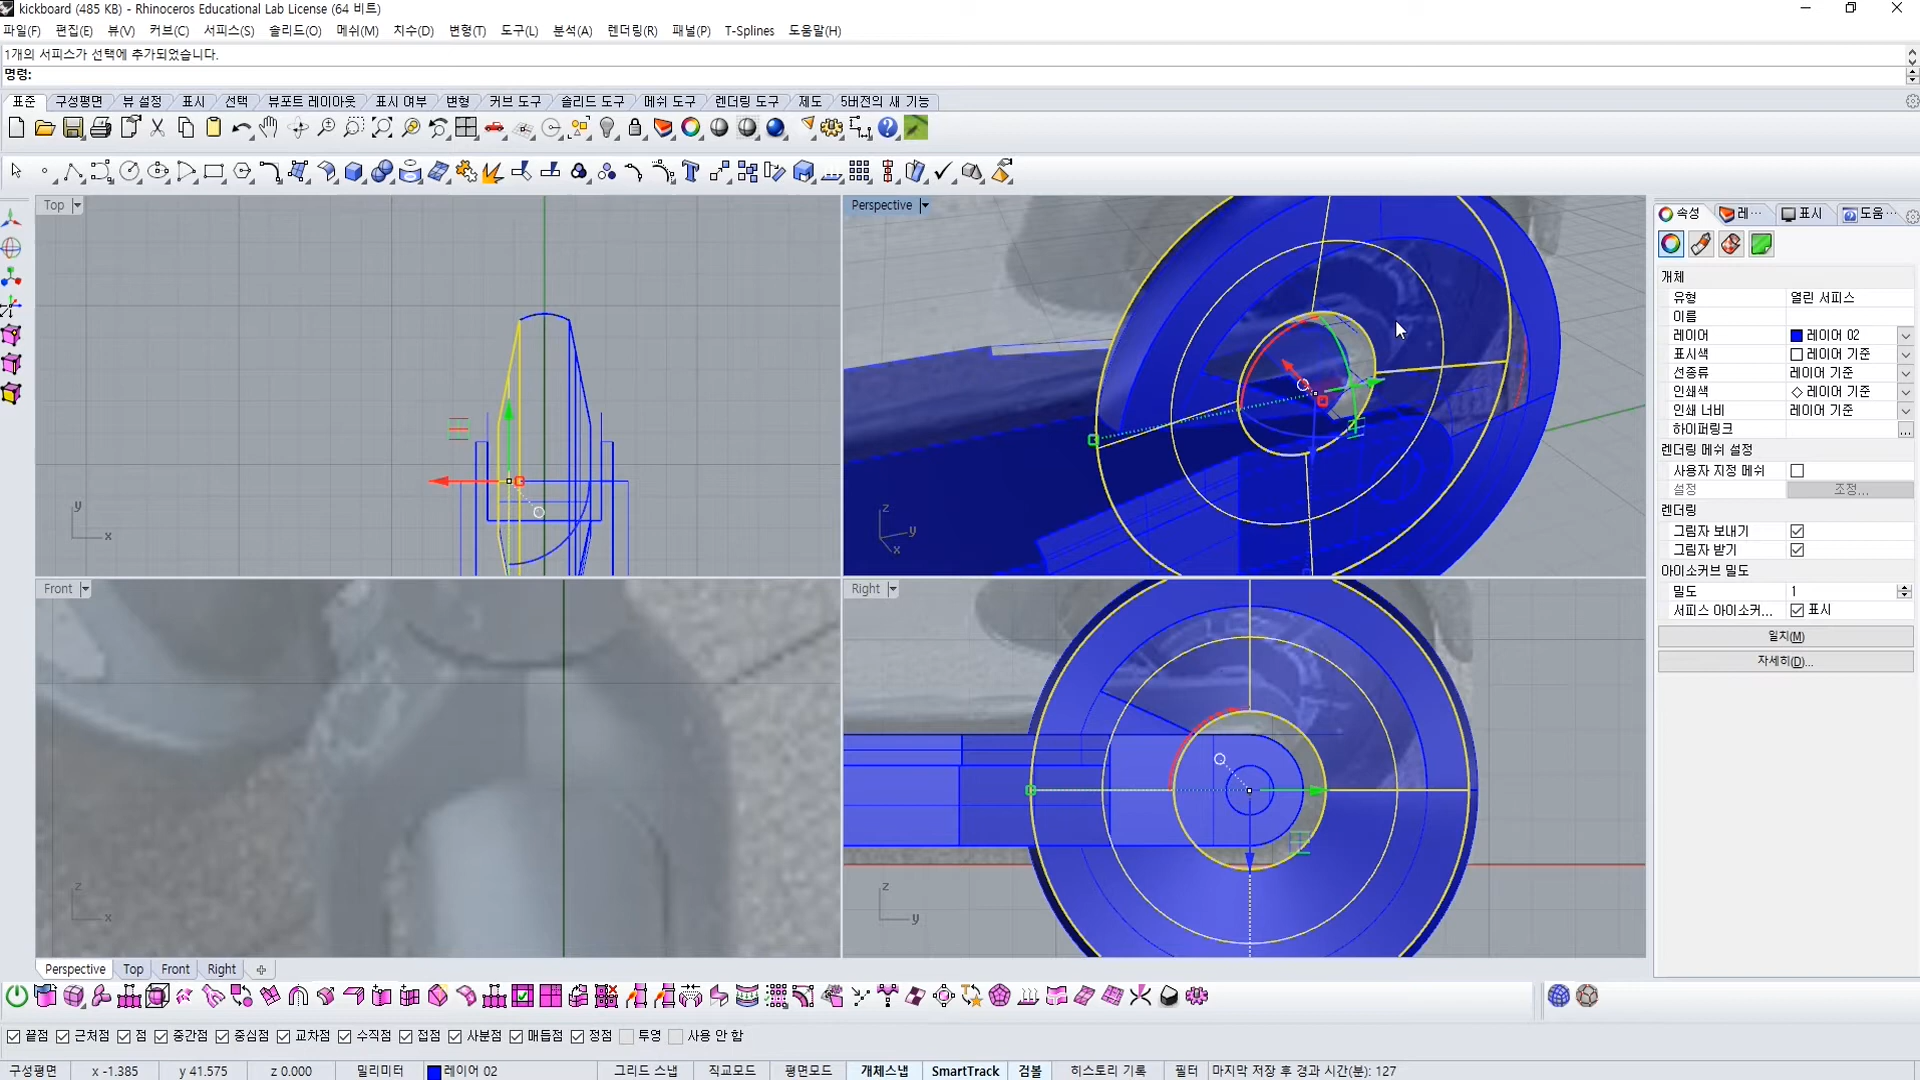 kickboard (485 KB) - Rhinoceros Educational Lab License (64 비트)
파일(F) 편집(E) 뷰(V) 커브(C) 서피스(S) 솔리드(O) 메쉬(M) 치수(D) 변형(T) 도구(L) 분석(A) 렌더링(R) 패널(P) T-Splines 도움말(H)
1개의 서피스가 선택에 추가되었습니다.
명령:
표준 구성평면 뷰 설정 표시 선택 뷰포트 레이아웃 표시 여부 변형 커브 도구 솔리드 도구 메쉬 도구 렌더링 도구 제도 5버전의 새 기능
Top
y
x
Perspective
z
y
x
Front
z
x
Right
z
y
속성 레··· 표시 도움···
개체
유형 열린 서피스
이름
레이어 레이어 02
표시색 레이어 기준
선종류 레이어 기준
인쇄색 레이어 기준
인쇄 너비 레이어 기준
하이퍼링크 ...
렌더링 메쉬 설정
사용자 지정 메쉬
설정 조정...
렌더링
그림자 보내기
그림자 받기
아이소커브 밀도
밀도 1
서피스 아이소커... 표시
일치(M)
자세히(D)...
Perspective Top Front Right
끝점 근처점 점 중간점 중심점 교차점 수직점 접점 사분점 매듭점 정점 투영 사용 안 함
구성평면 x -1.385 y 41.575 z 0.000 밀리미터 레이어 02 그리드 스냅 직교모드 평면모드 개체스냅 SmartTrack 검볼 히스토리 기록 필터 마지막 저장 후 경과 시간(분): 127